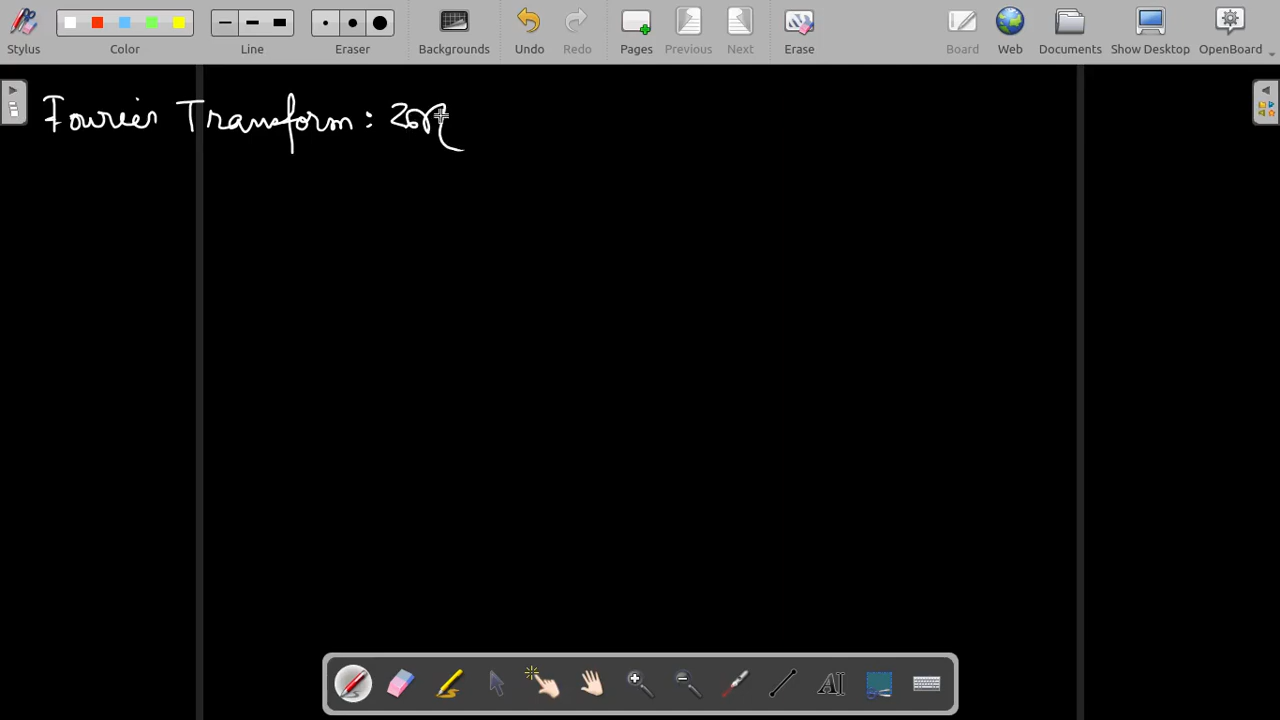 Stylus Color Line Eraser Backgrounds Undo Redo Pages Previous Next Erase Board Web Documents Show Desktop OpenBoard
Fourier Transform: